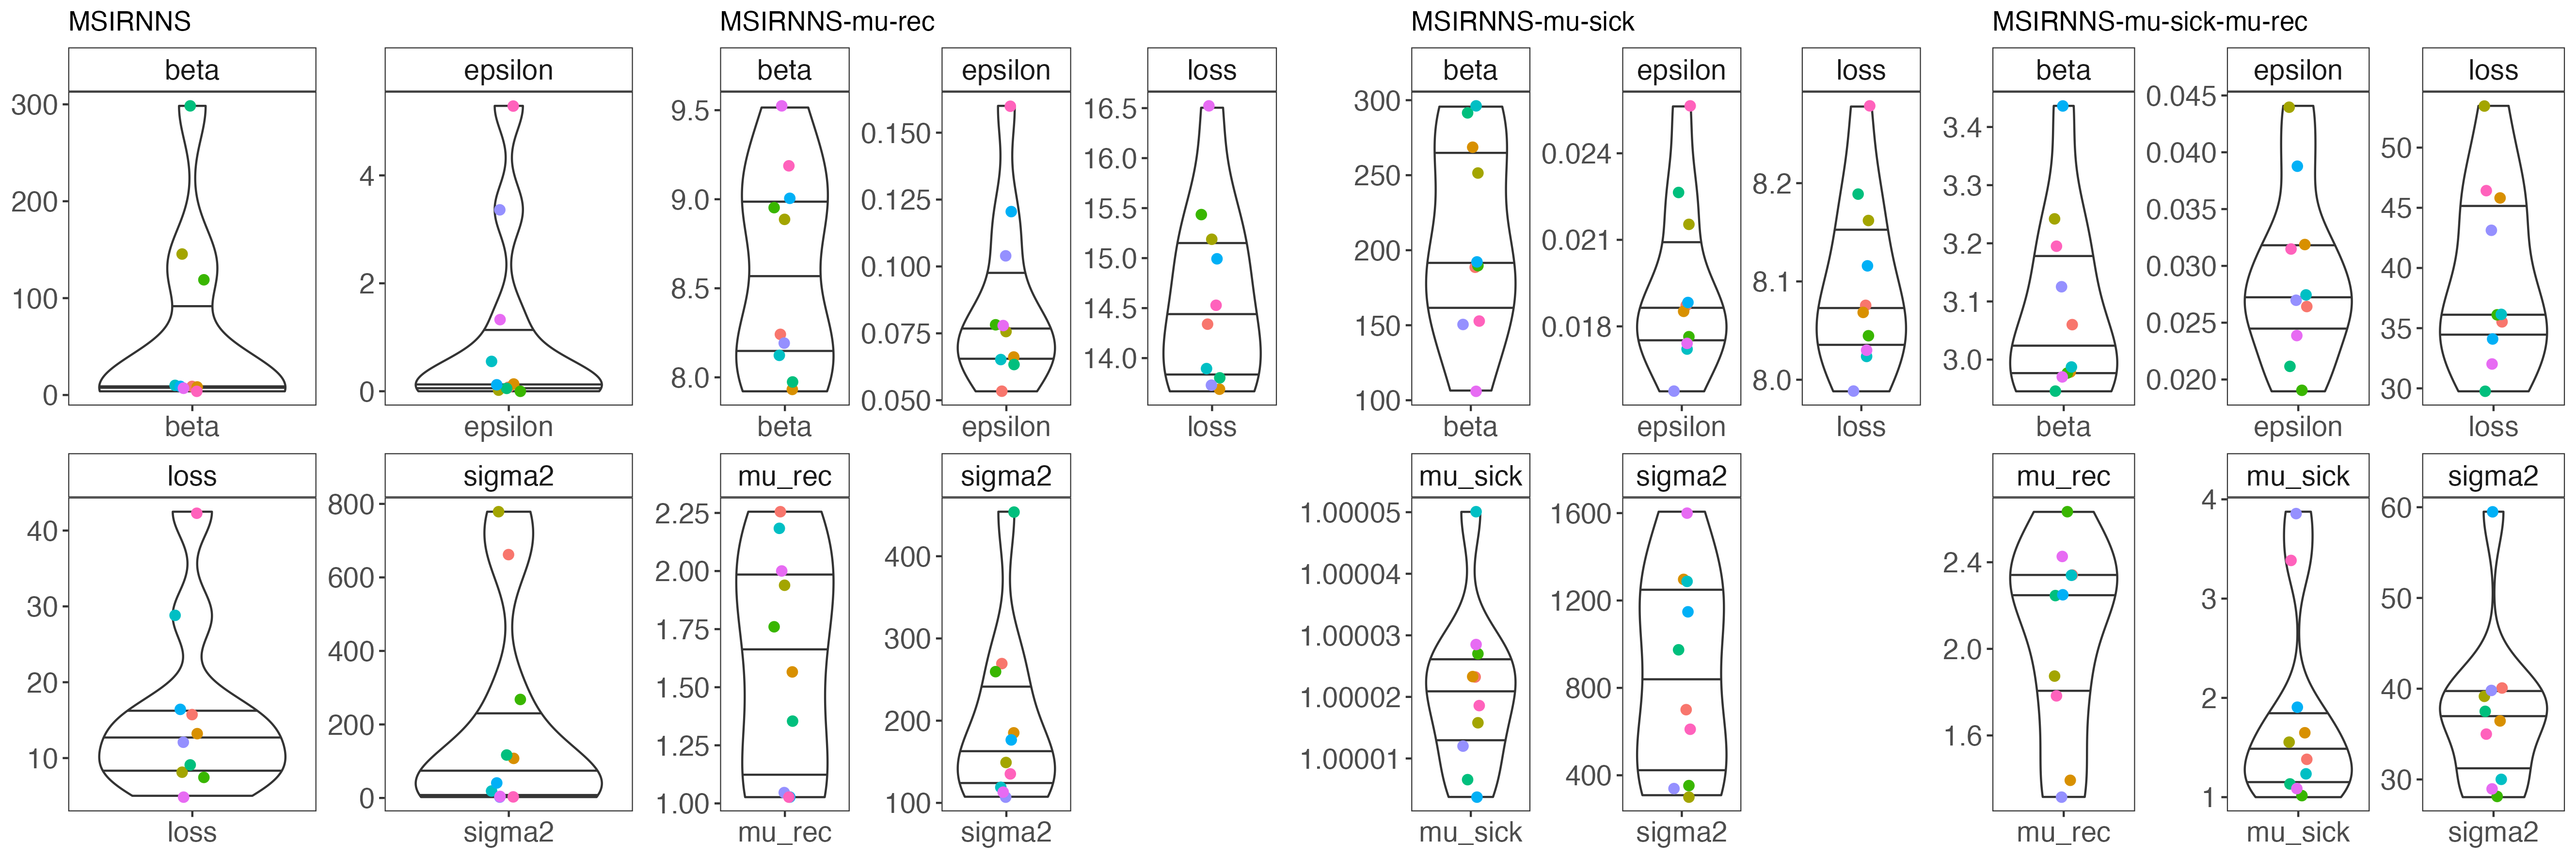 MSIRNNS
MSIRNNS-mu-rec
MSIRNNS-mu-sick
MSIRNNS-mu-sick-mu-rec
beta
300
200
100
0
beta
epsilon
4
2
0
epsilon
beta
9.5
9.0
8.5
8.0
beta
epsilon
0.150
0.125
0.100
0.075
0.050
epsilon
loss
16.5
16.0
15.5
15.0
14.5
14.0
loss
beta
300
250
200
150
100
beta
epsilon
0.024
0.021
0.018
epsilon
loss
8.2
8.1
8.0
loss
beta
3.4
3.3
3.2
3.1
3.0
beta
epsilon
0.045
0.040
0.035
0.030
0.025
0.020
epsilon
loss
50
45
40
35
30
loss
loss
40
30
20
10
loss
sigma2
800
600
400
200
0
sigma2
mu_rec
2.25
2.00
1.75
1.50
1.25
1.00
mu_rec
sigma2
400
300
200
100
sigma2
mu_sick
1.00005
1.00004
1.00003
1.00002
1.00001
mu_sick
sigma2
1600
1200
800
400
sigma2
mu_rec
2.4
2.0
1.6
mu_rec
mu_sick
4
3
2
1
mu_sick
sigma2
60
50
40
30
sigma2